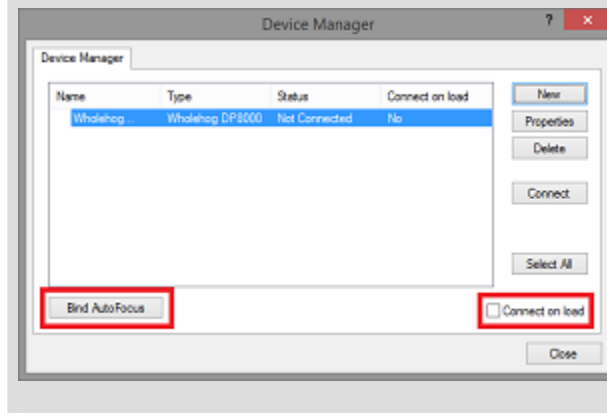 Device Manager
?
Device Manager
Name Type Status Connect on load
Wholehog... Wholehog DP8000 Not Connected No
New
Properties
Delete
Connect
Select All
Bind AutoFocus
Connect on load
Close